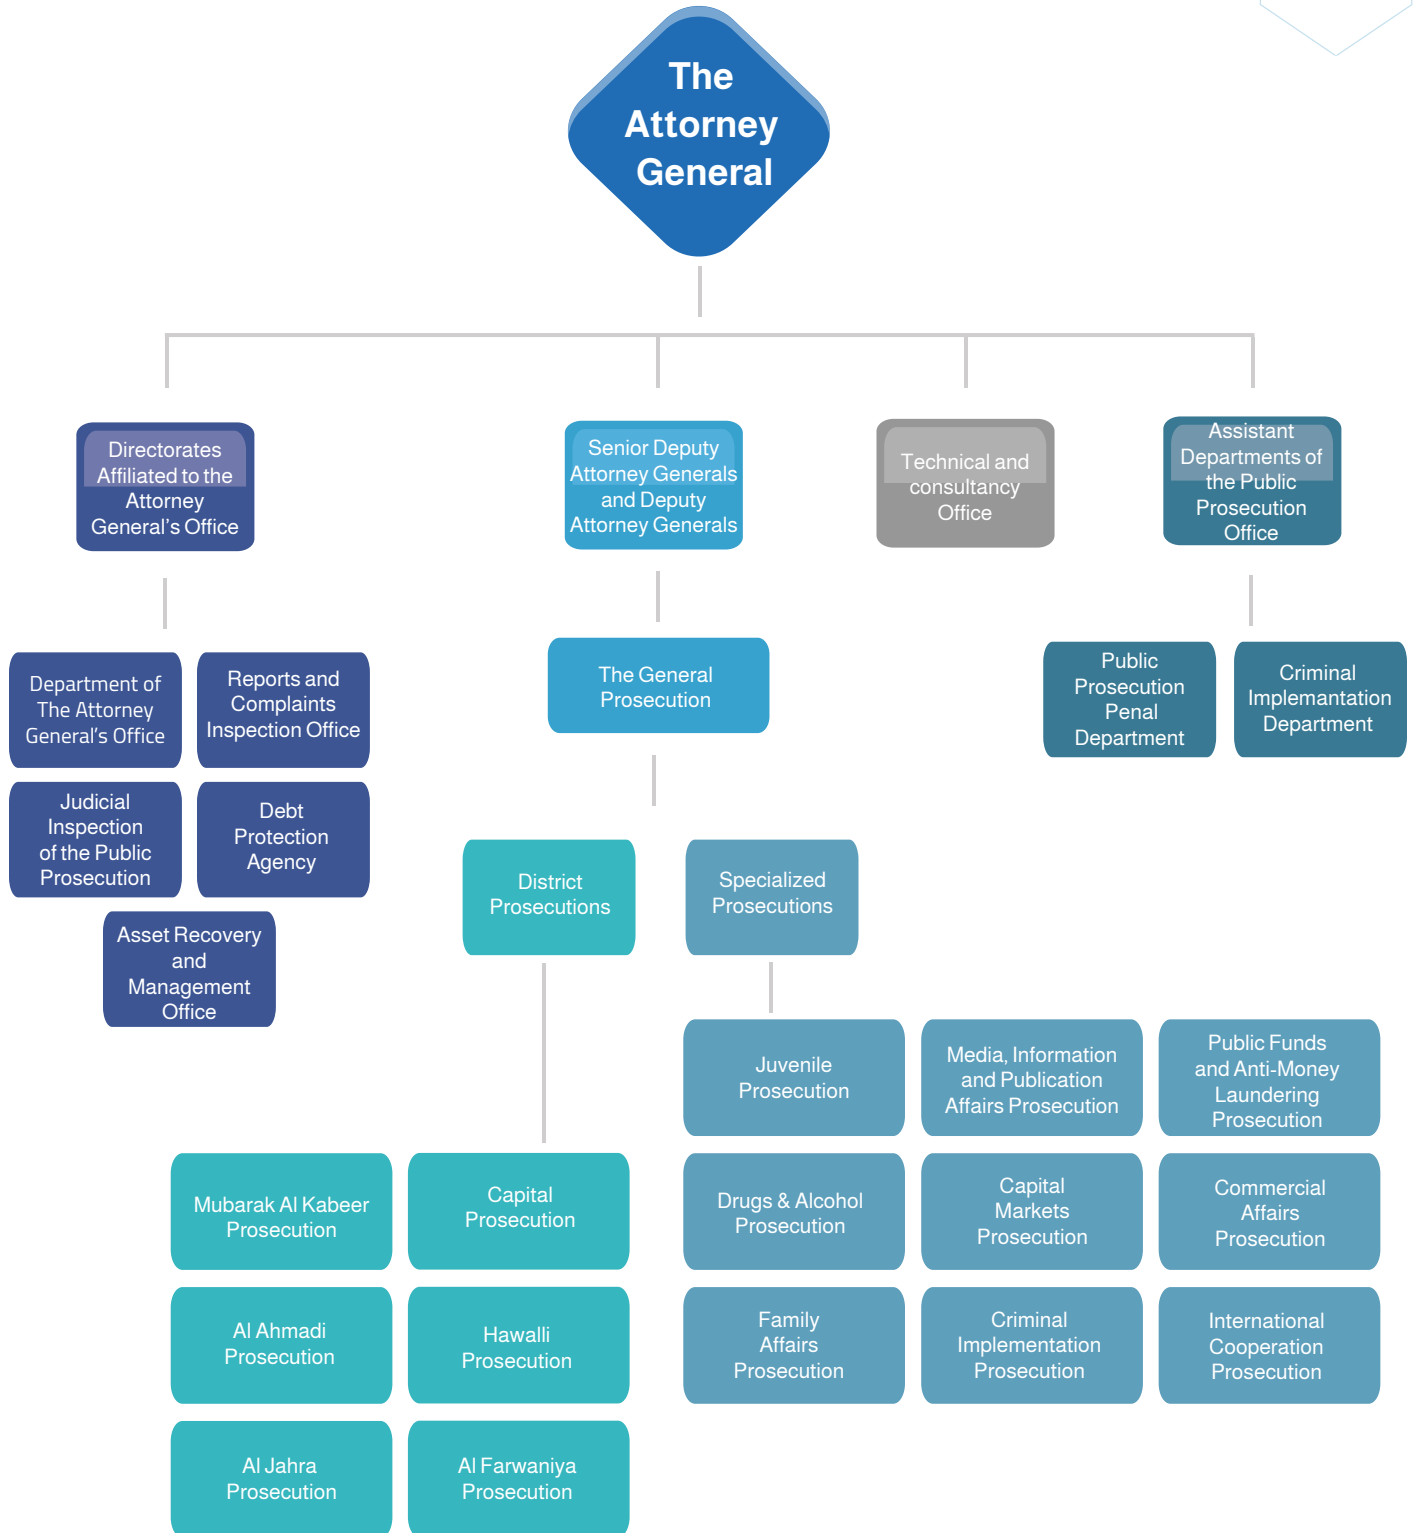 The
Attorney
General
Directorates
Affiliated to the
Attorney
General's Office
Senior Deputy
Attorney Generals
and Deputy
Attorney Generals
Technical and
consultancy
Office
Assistant
Departments of
the Public
Prosecution
Office
Department of
The Attorney
General's Office
Reports and
Complaints
Inspection Office
Judicial
Inspection
of the Public
Prosecution
Debt
Protection
Agency
Asset Recovery
and
Management
Office
The General
Prosecution
Public
Prosecution
Penal
Department
Criminal
Implemantation
Department
District
Prosecutions
Specialized
Prosecutions
Mubarak Al Kabeer
Prosecution
Capital
Prosecution
Al Ahmadi
Prosecution
Hawalli
Prosecution
Al Jahra
Prosecution
Al Farwaniya
Prosecution
Juvenile
Prosecution
Media, Information
and Publication
Affairs Prosecution
Public Funds
and Anti-Money
Laundering
Prosecution
Drugs & Alcohol
Prosecution
Capital
Markets
Prosecution
Commercial
Affairs
Prosecution
Family
Affairs
Prosecution
Criminal
Implementation
Prosecution
International
Cooperation
Prosecution